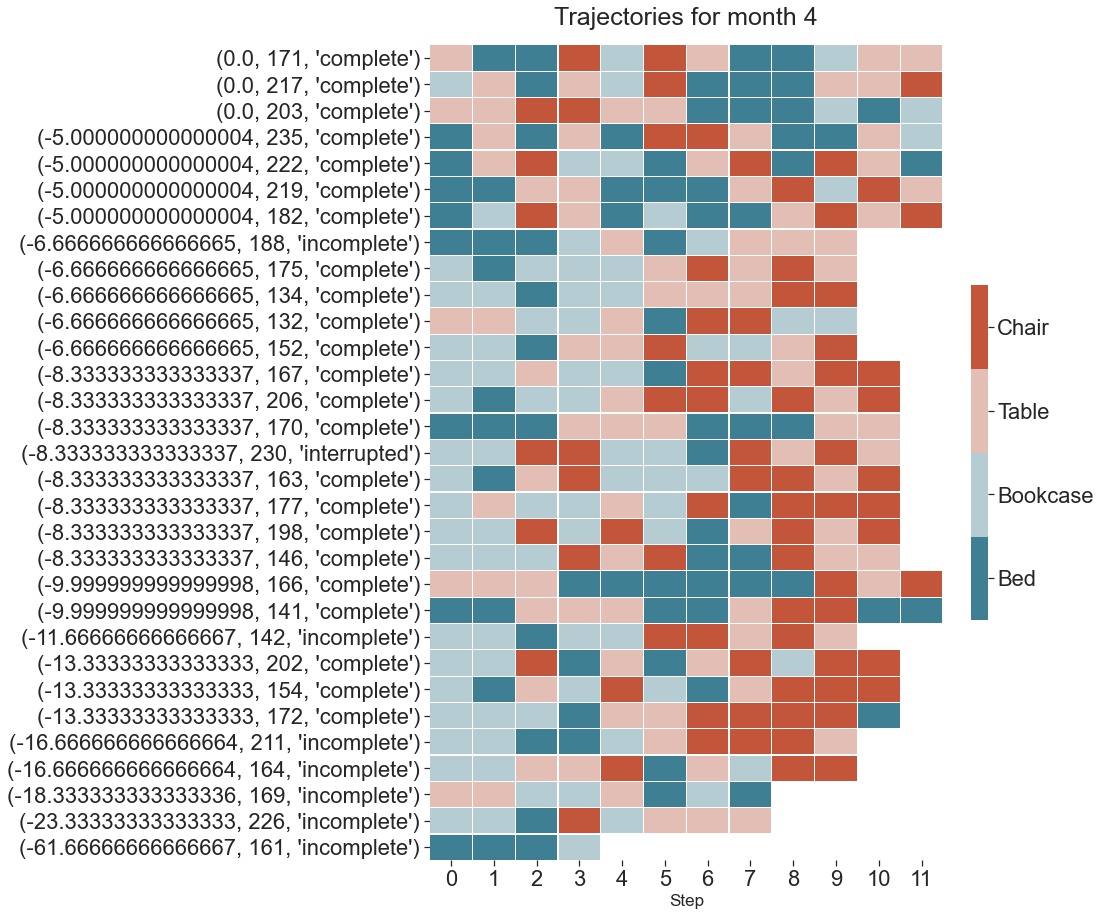 Trajectories for month 4
(0.0, 171, 'complete')
(0.0, 217, 'complete')
(0.0, 203, 'complete')
(-5.000000000000004, 235, 'complete')
(-5.000000000000004, 222, 'complete')
(-5.000000000000004, 219, 'complete')
(-5.000000000000004, 182, 'complete')
(-6.666666666666665, 188, 'incomplete')
(-6.666666666666665, 175, 'complete')
(-6.666666666666665, 134, 'complete')
(-6.666666666666665, 132, 'complete')
(-6.666666666666665, 152, 'complete')
(-8.333333333333337, 167, 'complete')
(-8.333333333333337, 206, 'complete')
(-8.333333333333337, 170, 'complete')
(-8.333333333333337, 230, 'interrupted')
(-8.333333333333337, 163, 'complete')
(-8.333333333333337, 177, 'complete')
(-8.333333333333337, 198, 'complete')
(-8.333333333333337, 146, 'complete')
(-9.999999999999998, 166, 'complete')
(-9.999999999999998, 141, 'complete')
(-11.66666666666667, 142, 'incomplete')
(-13.33333333333333, 202, 'complete')
(-13.33333333333333, 154, 'complete')
(-13.33333333333333, 172, 'complete')
(-16.666666666666664, 211, 'incomplete')
(-16.666666666666664, 164, 'incomplete')
(-18.333333333333336, 169, 'incomplete')
(-23.33333333333333, 226, 'incomplete')
(-61.66666666666667, 161, 'incomplete')
0 1 2 3 4 5 6 7 8 9 10 11
Step
Chair
Table
Bookcase
Bed